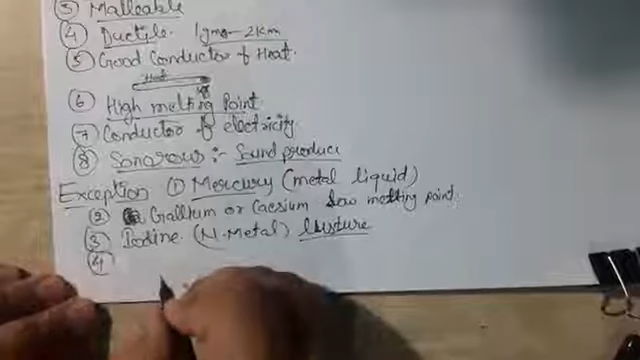 ③ Malleable
④ Ductile. 1gm - 2km
⑤ Good Conductor of Heat.
Heat
⑥ High melting Point
⑦ Conductor of electricity
⑧ Sonarous :- Sound produce
Exception ① Mercury (metal liquid)
② Gallium or Caesium low melting point.
③ Iodine. (N.Metal) lusture
④